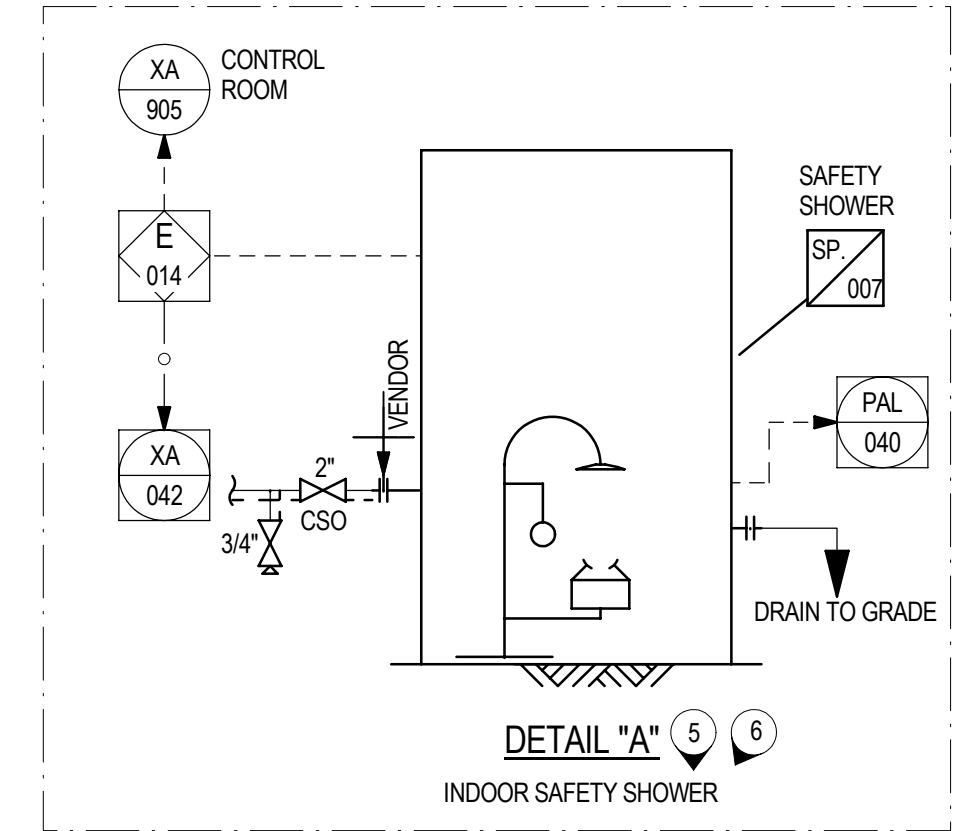 XA
905
CONTROL
ROOM
SAFETY
SHOWER
SP.
007
E
014
VENDOR
PAL
040
XA
042
2"
CSO
3/4"
DRAIN TO GRADE
DETAIL "A"
5
6
INDOOR SAFETY SHOWER